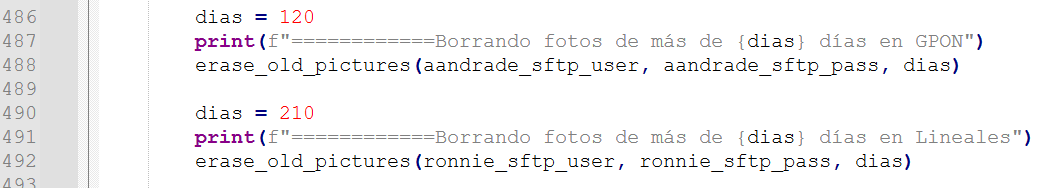 486 dias = 120
487 print(f"============Borrando fotos de más de {dias} días en GPON")
488 erase_old_pictures(aandrade_sftp_user, aandrade_sftp_pass, dias)
489
490 dias = 210
491 print(f"============Borrando fotos de más de {dias} días en Lineales")
492 erase_old_pictures(ronnie_sftp_user, ronnie_sftp_pass, dias)
493